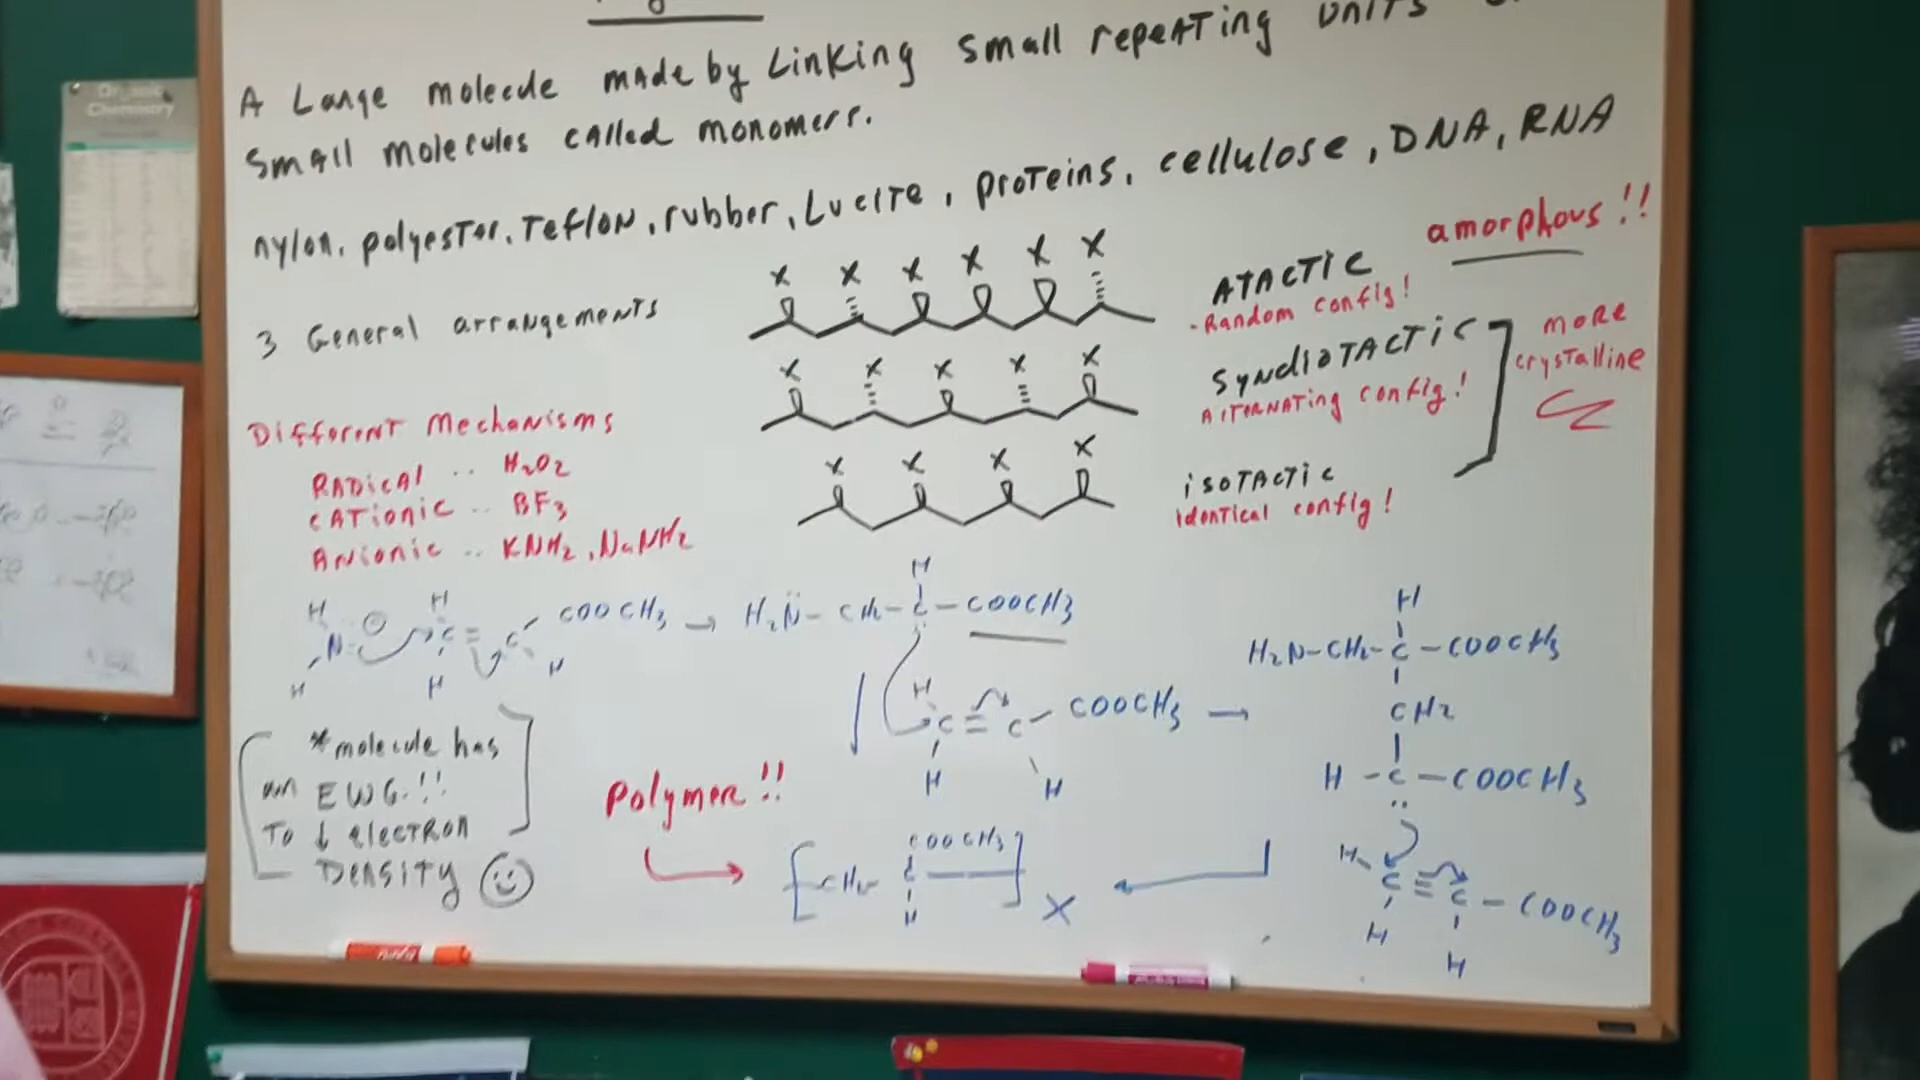 A Large molecule made by Linking small repeating units
small molecules called monomers.
nylon, polyester, Teflon, rubber, Lucite, proteins, cellulose, DNA, RNA
3 General arrangements
X X X X X X
ATACTIC
- Random config!
amorphous!!
X X X X X
SyndioTACTIC
Alternating config!
more
crystalline
X X X X
isoTACTIC
Identical config!
Different Mechanisms
Radical .. H2O2
Cationic .. BF3
Anionic .. KNH2, NaNH2
H H
N: ⊖ C = C COOCH3 →
H H H
H
H2N̈ - CH2 - C - COOCH3
H
C = C - COOCH3 →
H H
H
H2N-CH2-C-COOCH3
CH2
H-C-COOCH3
..
H
C = C - COOCH3
H H
* molecule has
an EWG!!
To ↓ electron
Density
Polymer!!
COOCH3
[CH2 C ]X
H
Organic
Chemistry